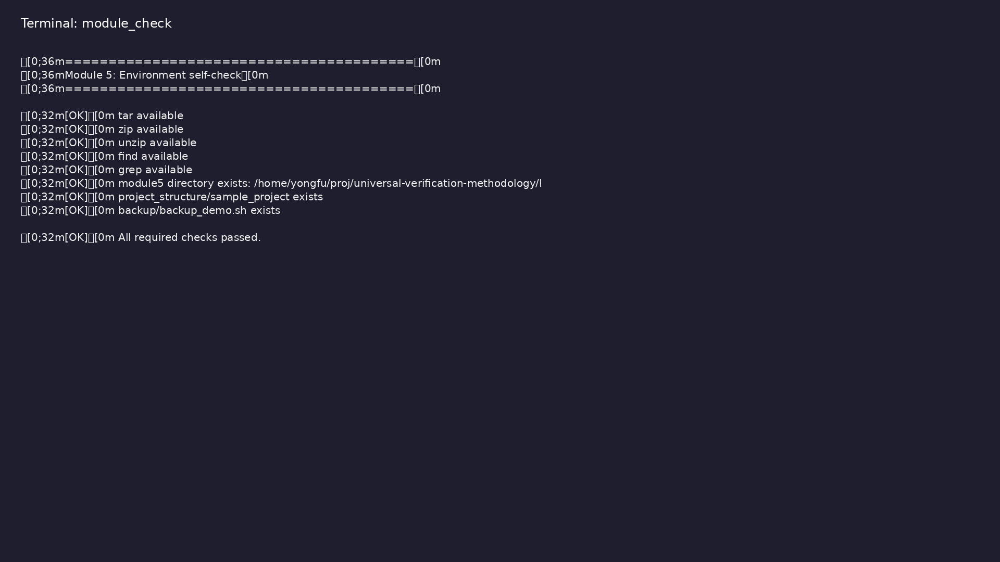 Terminal: module_check
[0;36m========================================[0m
[0;36mModule 5: Environment self-check[0m
[0;36m========================================[0m
[0;32m[OK][0m tar available
[0;32m[OK][0m zip available
[0;32m[OK][0m unzip available
[0;32m[OK][0m find available
[0;32m[OK][0m grep available
[0;32m[OK][0m module5 directory exists: /home/yongfu/proj/universal-verification-methodology/l
[0;32m[OK][0m project_structure/sample_project exists
[0;32m[OK][0m backup/backup_demo.sh exists
[0;32m[OK][0m All required checks passed.